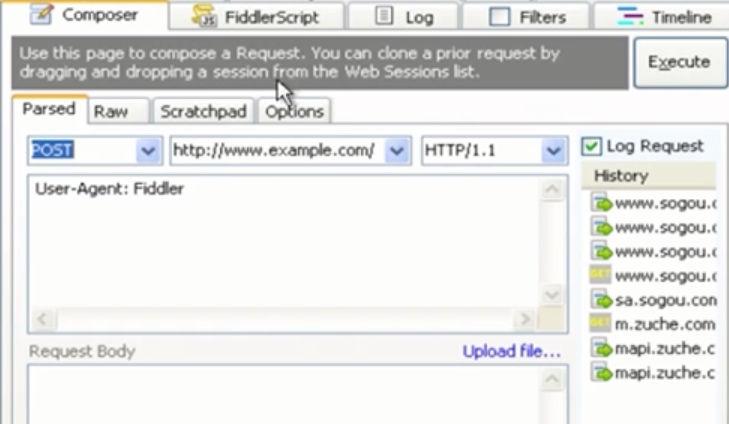 Composer
FiddlerScript
Log
Filters
Timeline
Use this page to compose a Request. You can clone a prior request by
dragging and dropping a session from the Web Sessions list.
Execute
Parsed
Raw
Scratchpad
Options
POST
http://www.example.com/
HTTP/1.1
Log Request
User-Agent: Fiddler
History
www.sogou.c
www.sogou.c
www.sogou.c
GET www.sogou.c
sa.sogou.con
GET m.zuche.com
mapi.zuche.c
mapi.zuche.c
Request Body
Upload file...